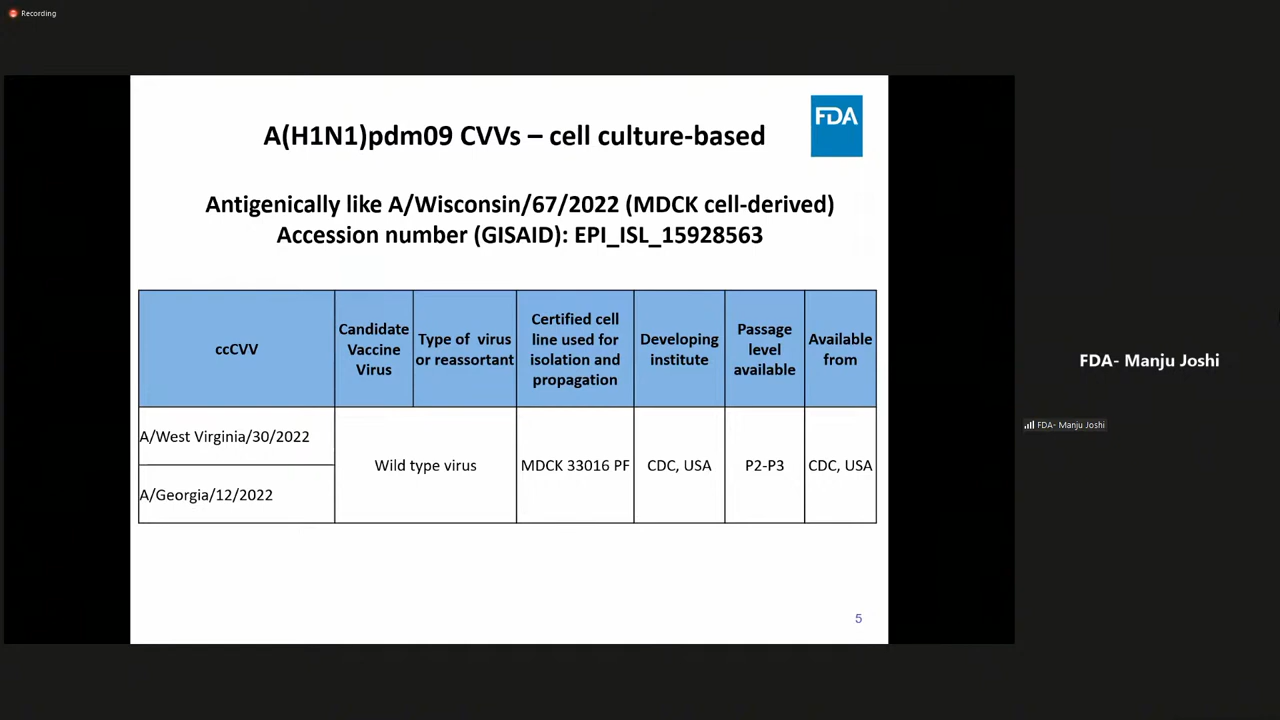 Recording
FDA
A(H1N1)pdm09 CVVs – cell culture-based
Antigenically like A/Wisconsin/67/2022 (MDCK cell-derived)
Accession number (GISAID): EPI_ISL_15928563
ccCVV
Candidate
Vaccine
Virus
Type of virus
or reassortant
Certified cell
line used for
isolation and
propagation
Developing
institute
Passage
level
available
Available
from
A/West Virginia/30/2022
A/Georgia/12/2022
Wild type virus
MDCK 33016 PF
CDC, USA
P2-P3
CDC, USA
5
FDA- Manju Joshi
FDA- Manju Joshi